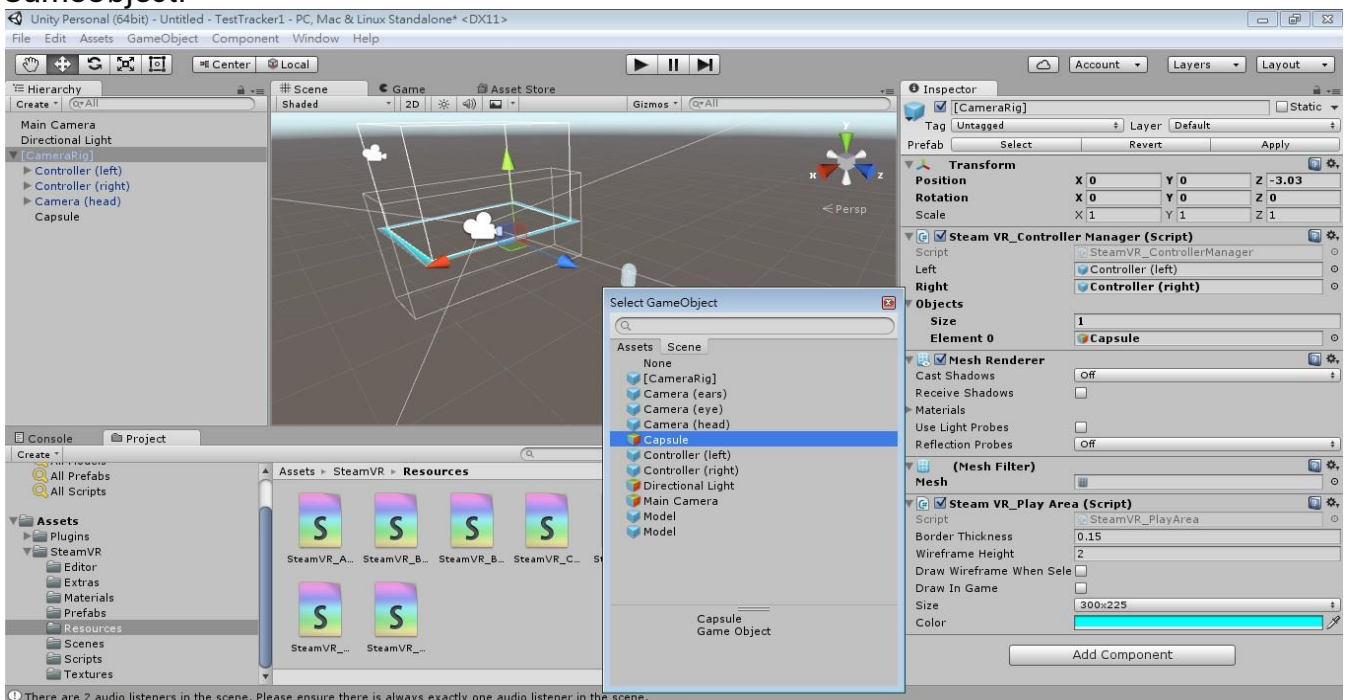 GameObject.
Unity Personal (64bit) - Untitled - TestTracker1 - PC, Mac & Linux Standalone* <DX11>
File Edit Assets GameObject Component Window Help
Center Local
Account Layers Layout
Hierarchy
Create All
Main Camera
Directional Light
[CameraRig]
Controller (left)
Controller (right)
Camera (head)
Capsule
Scene Game Asset Store
Shaded 2D Gizmos All
y
x z
Persp
Console Project
Create
All Prefabs
All Scripts
Assets
Plugins
SteamVR
Editor
Extras
Materials
Prefabs
Resources
Scenes
Scripts
Textures
Assets SteamVR Resources
SteamVR_A... SteamVR_B... SteamVR_B... SteamVR_C...
SteamVR_... SteamVR_...
Select GameObject
Assets Scene
None
[CameraRig]
Camera (ears)
Camera (eye)
Camera (head)
Capsule
Controller (left)
Controller (right)
Directional Light
Main Camera
Model
Model
Capsule
Game Object
Inspector
[CameraRig] Static
Tag Untagged Layer Default
Prefab Select Revert Apply
Transform
Position X 0 Y 0 Z -3.03
Rotation X 0 Y 0 Z 0
Scale X 1 Y 1 Z 1
Steam VR_Controller Manager (Script)
Script SteamVR_ControllerManager
Left Controller (left)
Right Controller (right)
Objects
Size 1
Element 0 Capsule
Mesh Renderer
Cast Shadows Off
Receive Shadows
Materials
Use Light Probes
Reflection Probes Off
(Mesh Filter)
Mesh
Steam VR_Play Area (Script)
Script SteamVR_PlayArea
Border Thickness 0.15
Wireframe Height 2
Draw Wireframe When Sele
Draw In Game
Size 300x225
Color
Add Component
There are 2 audio listeners in the scene. Please ensure there is always exactly one audio listener in the scene.